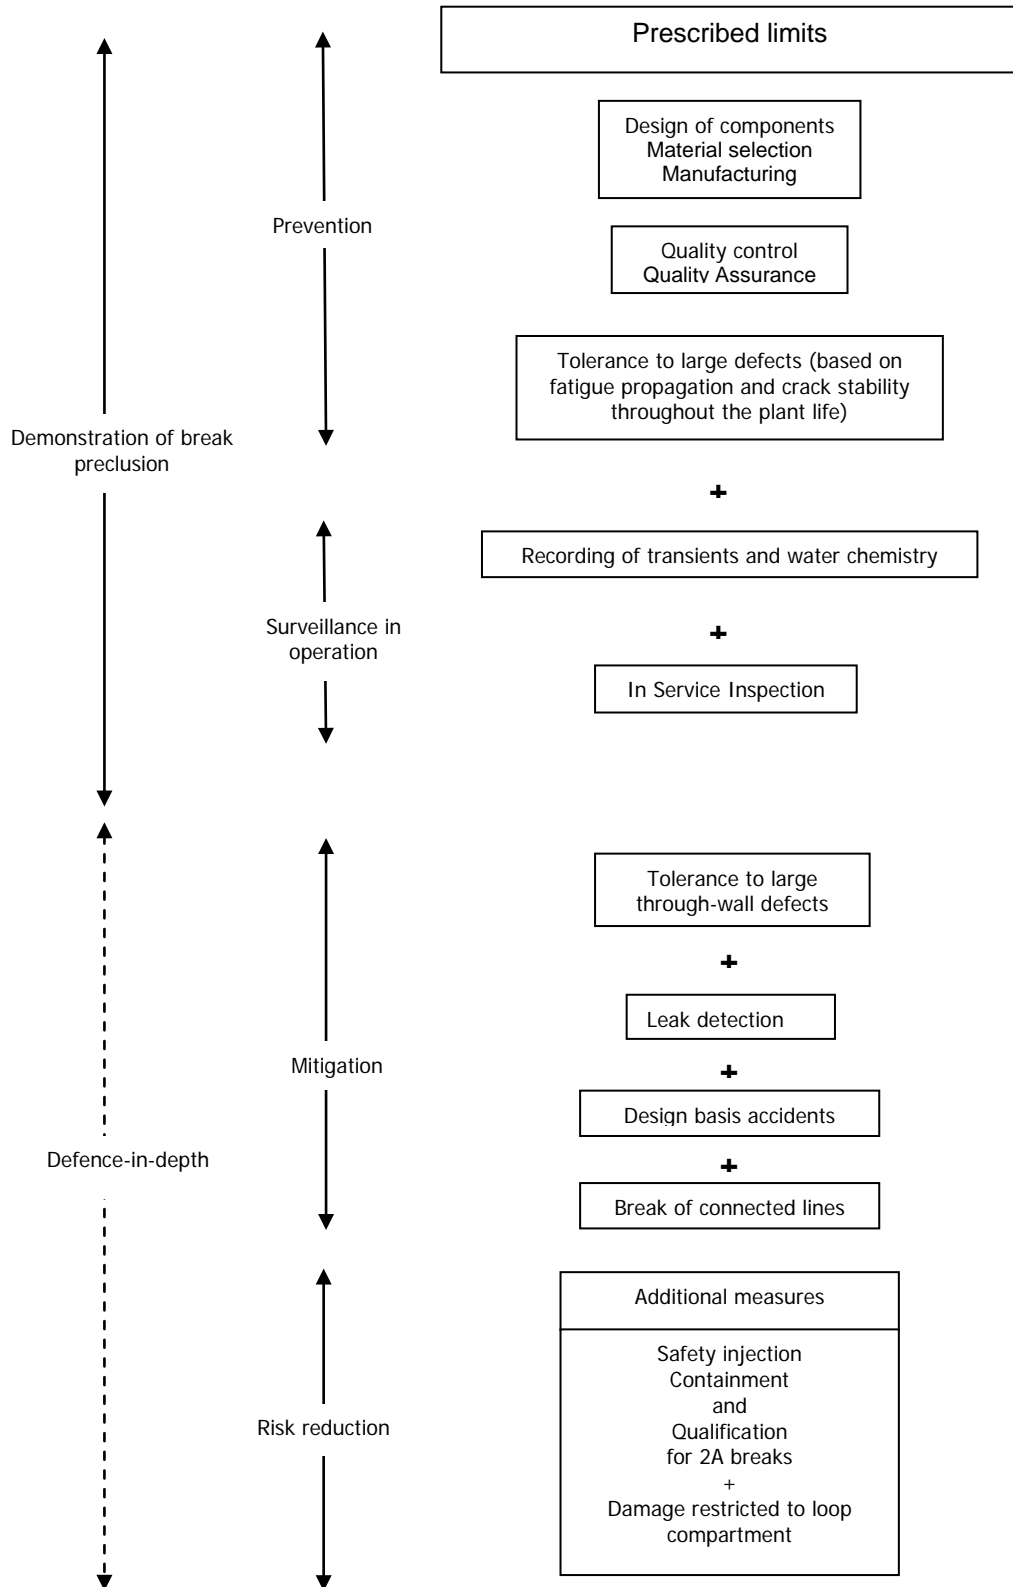 Prescribed limits
Design of components
Material selection
Manufacturing
Prevention
Quality control
Quality Assurance
Tolerance to large defects (based on
fatigue propagation and crack stability
throughout the plant life)
Demonstration of break
preclusion
+
Recording of transients and water chemistry
Surveillance in
operation
+
In Service Inspection
Tolerance to large
through-wall defects
+
Leak detection
Mitigation
+
Design basis accidents
Defence-in-depth
+
Break of connected lines
Additional measures
Safety injection
Containment
and
Qualification
for 2A breaks
+
Damage restricted to loop
compartment
Risk reduction